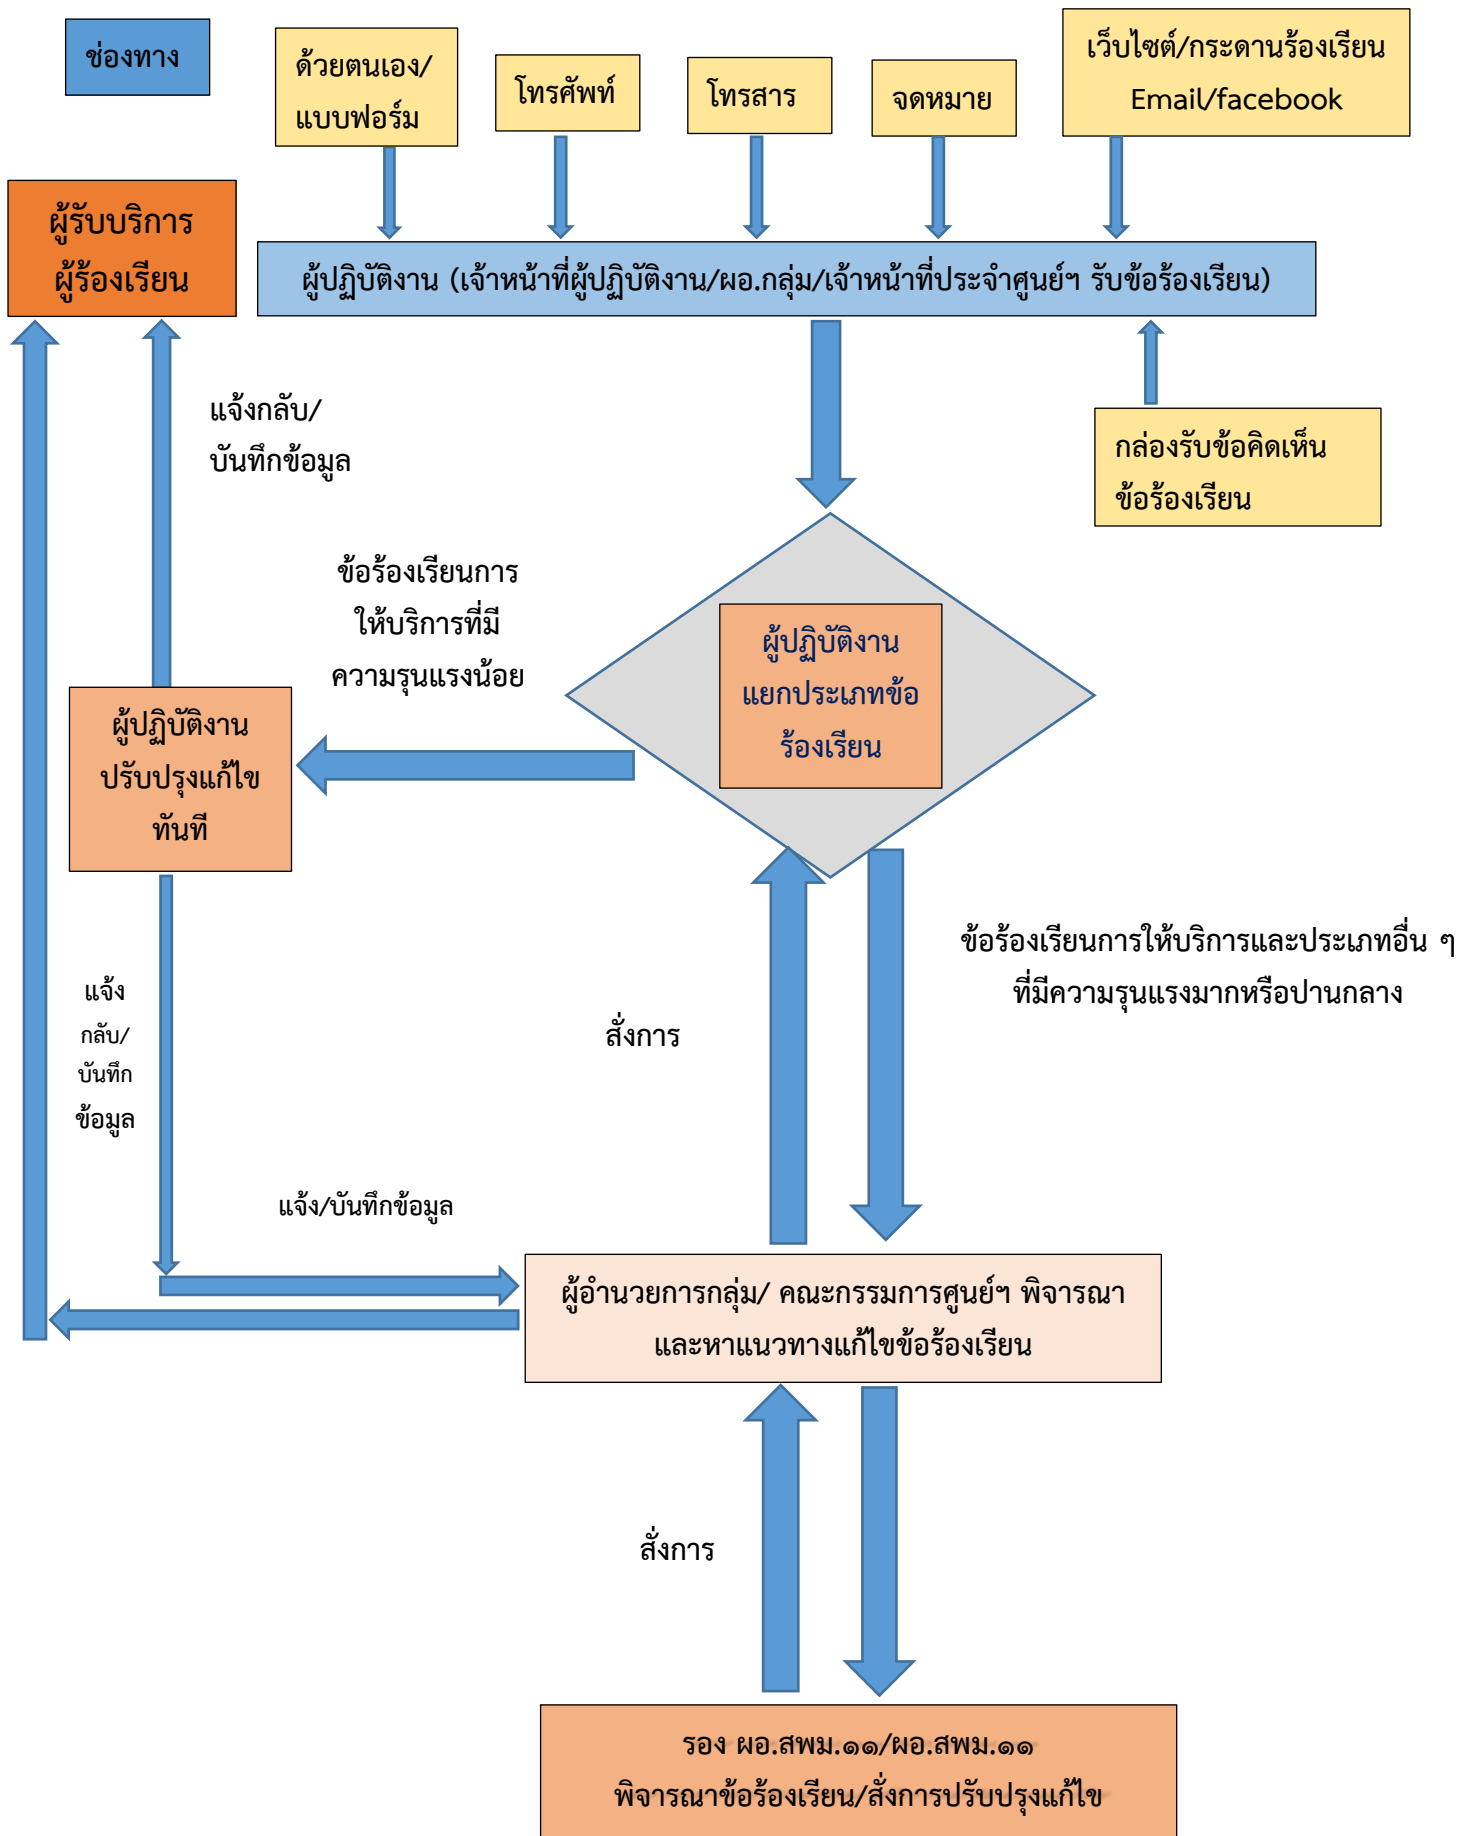 ช่องทาง
ด้วยตนเอง/
แบบฟอร์ม
โทรศัพท์
โทรสาร
จดหมาย
เว็บไซต์/กระดานร้องเรียน
Email/facebook
ผู้รับบริการ
ผู้ร้องเรียน
ผู้ปฏิบัติงาน (เจ้าหน้าที่ผู้ปฏิบัติงาน/ผอ.กลุ่ม/เจ้าหน้าที่ประจำศูนย์ฯ รับข้อร้องเรียน)
แจ้งกลับ/
บันทึกข้อมูล
กล่องรับข้อคิดเห็น
ข้อร้องเรียน
ข้อร้องเรียนการ
ให้บริการที่มี
ความรุนแรงน้อย
ผู้ปฏิบัติงาน
แยกประเภทข้อ
ร้องเรียน
ผู้ปฏิบัติงาน
ปรับปรุงแก้ไข
ทันที
ข้อร้องเรียนการให้บริการและประเภทอื่น ๆ
ที่มีความรุนแรงมากหรือปานกลาง
แจ้ง
กลับ/
บันทึก
ข้อมูล
สั่งการ
แจ้ง/บันทึกข้อมูล
ผู้อำนวยการกลุ่ม/ คณะกรรมการศูนย์ฯ พิจารณา
และหาแนวทางแก้ไขข้อร้องเรียน
สั่งการ
รอง ผอ.สพม.๑๑/ผอ.สพม.๑๑
พิจารณาข้อร้องเรียน/สั่งการปรับปรุงแก้ไข